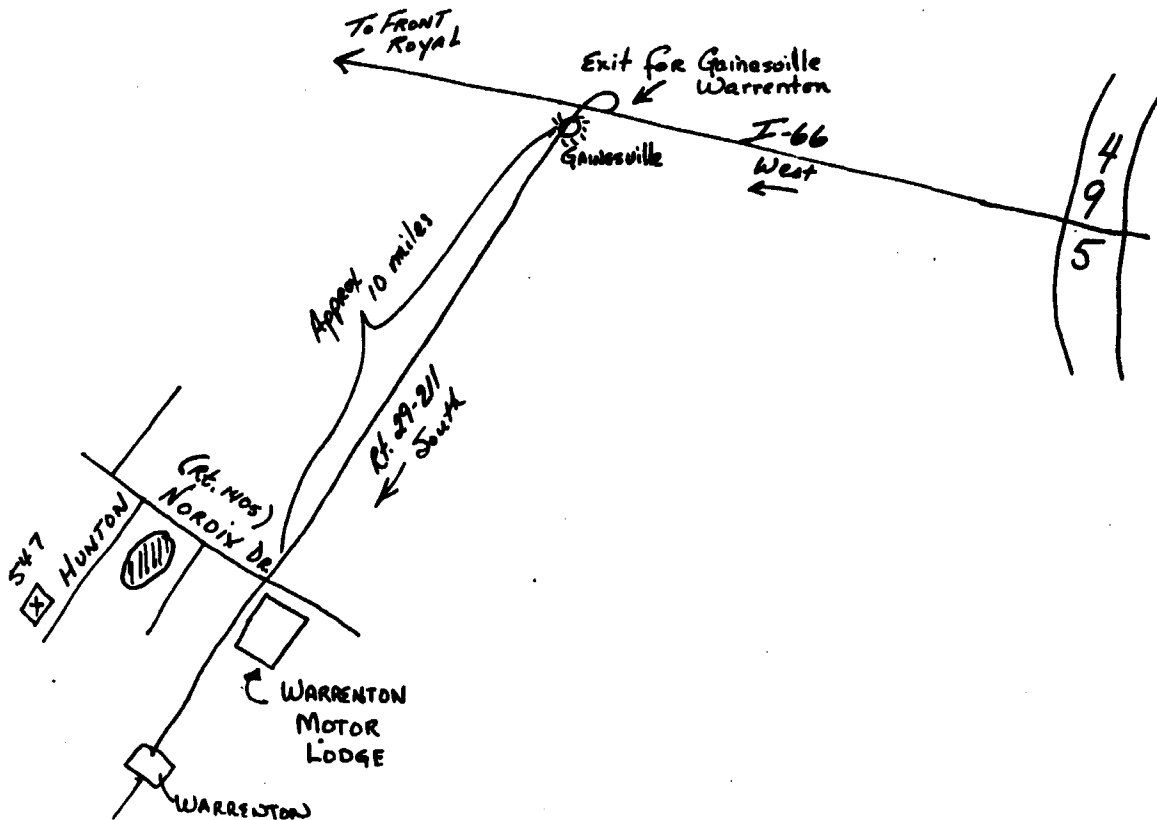 To FRONT
ROYAL
Exit for Gainesville
Warrenton
I-66
West
GAINESVILLE
4
9
5
Approx
10 miles
Rt. 29-211
South
(Rt. 1405)
NORDIX DR.
HUNTON
547
X
WARRENTON
MOTOR
LODGE
WARRENTON